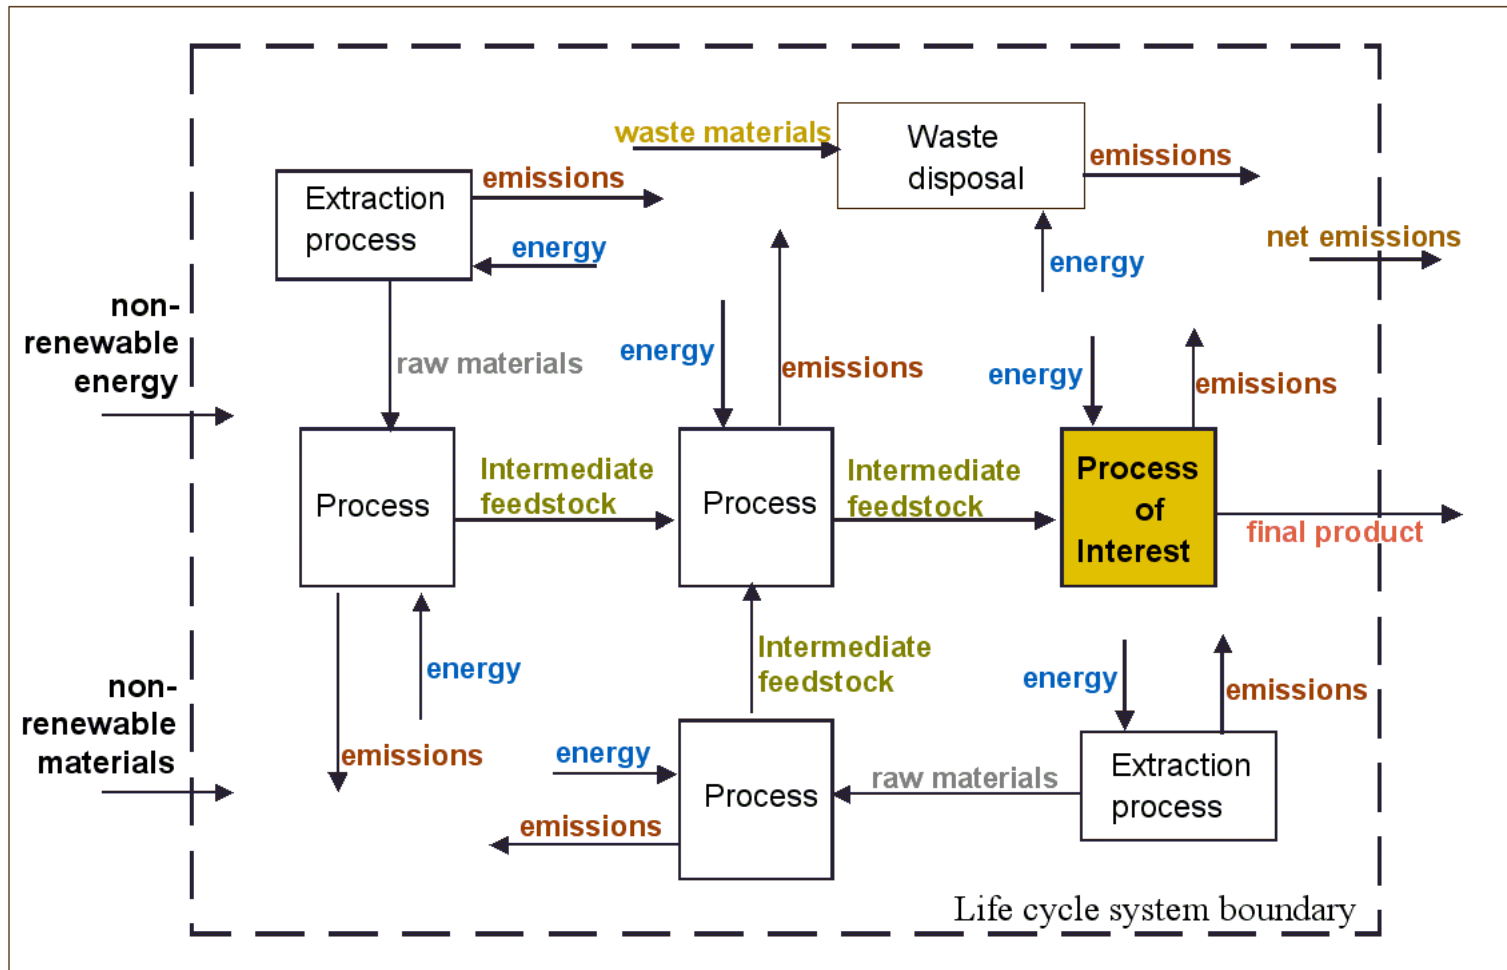 waste materials
Waste
disposal
emissions
Extraction
process
emissions
energy
energy
net emissions
non-
renewable
energy
raw materials
energy
emissions
energy
emissions
Process
Intermediate
feedstock
Process
Intermediate
feedstock
Process
of
Interest
final product
energy
emissions
Intermediate
feedstock
energy
emissions
non-
renewable
materials
energy
emissions
Process
raw materials
Extraction
process
Life cycle system boundary